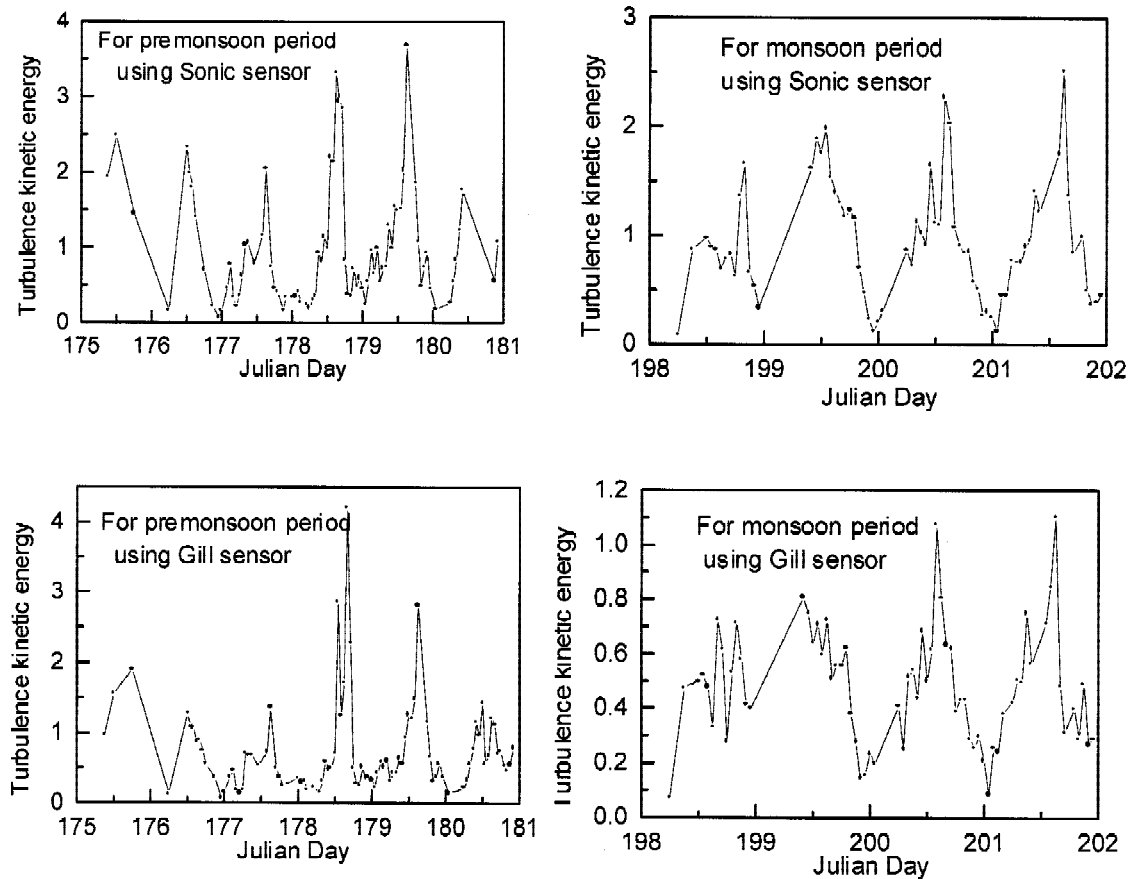 For premonsoon period
using Sonic sensor
Turbulence kinetic energy
4
3
2
1
0
175 176 177 178 179 180 181
Julian Day
For monsoon period
using Sonic sensor
Turbulence kinetic energy
3
2
1
0
198 199 200 201 202
Julian Day
For premonsoon period
using Gill sensor
Turbulence kinetic energy
4
3
2
1
0
175 176 177 178 179 180 181
Julian Day
For monsoon period
using Gill sensor
Turbulence kinetic energy
1.2
1.0
0.8
0.6
0.4
0.2
0.0
198 199 200 201 202
Julian Day